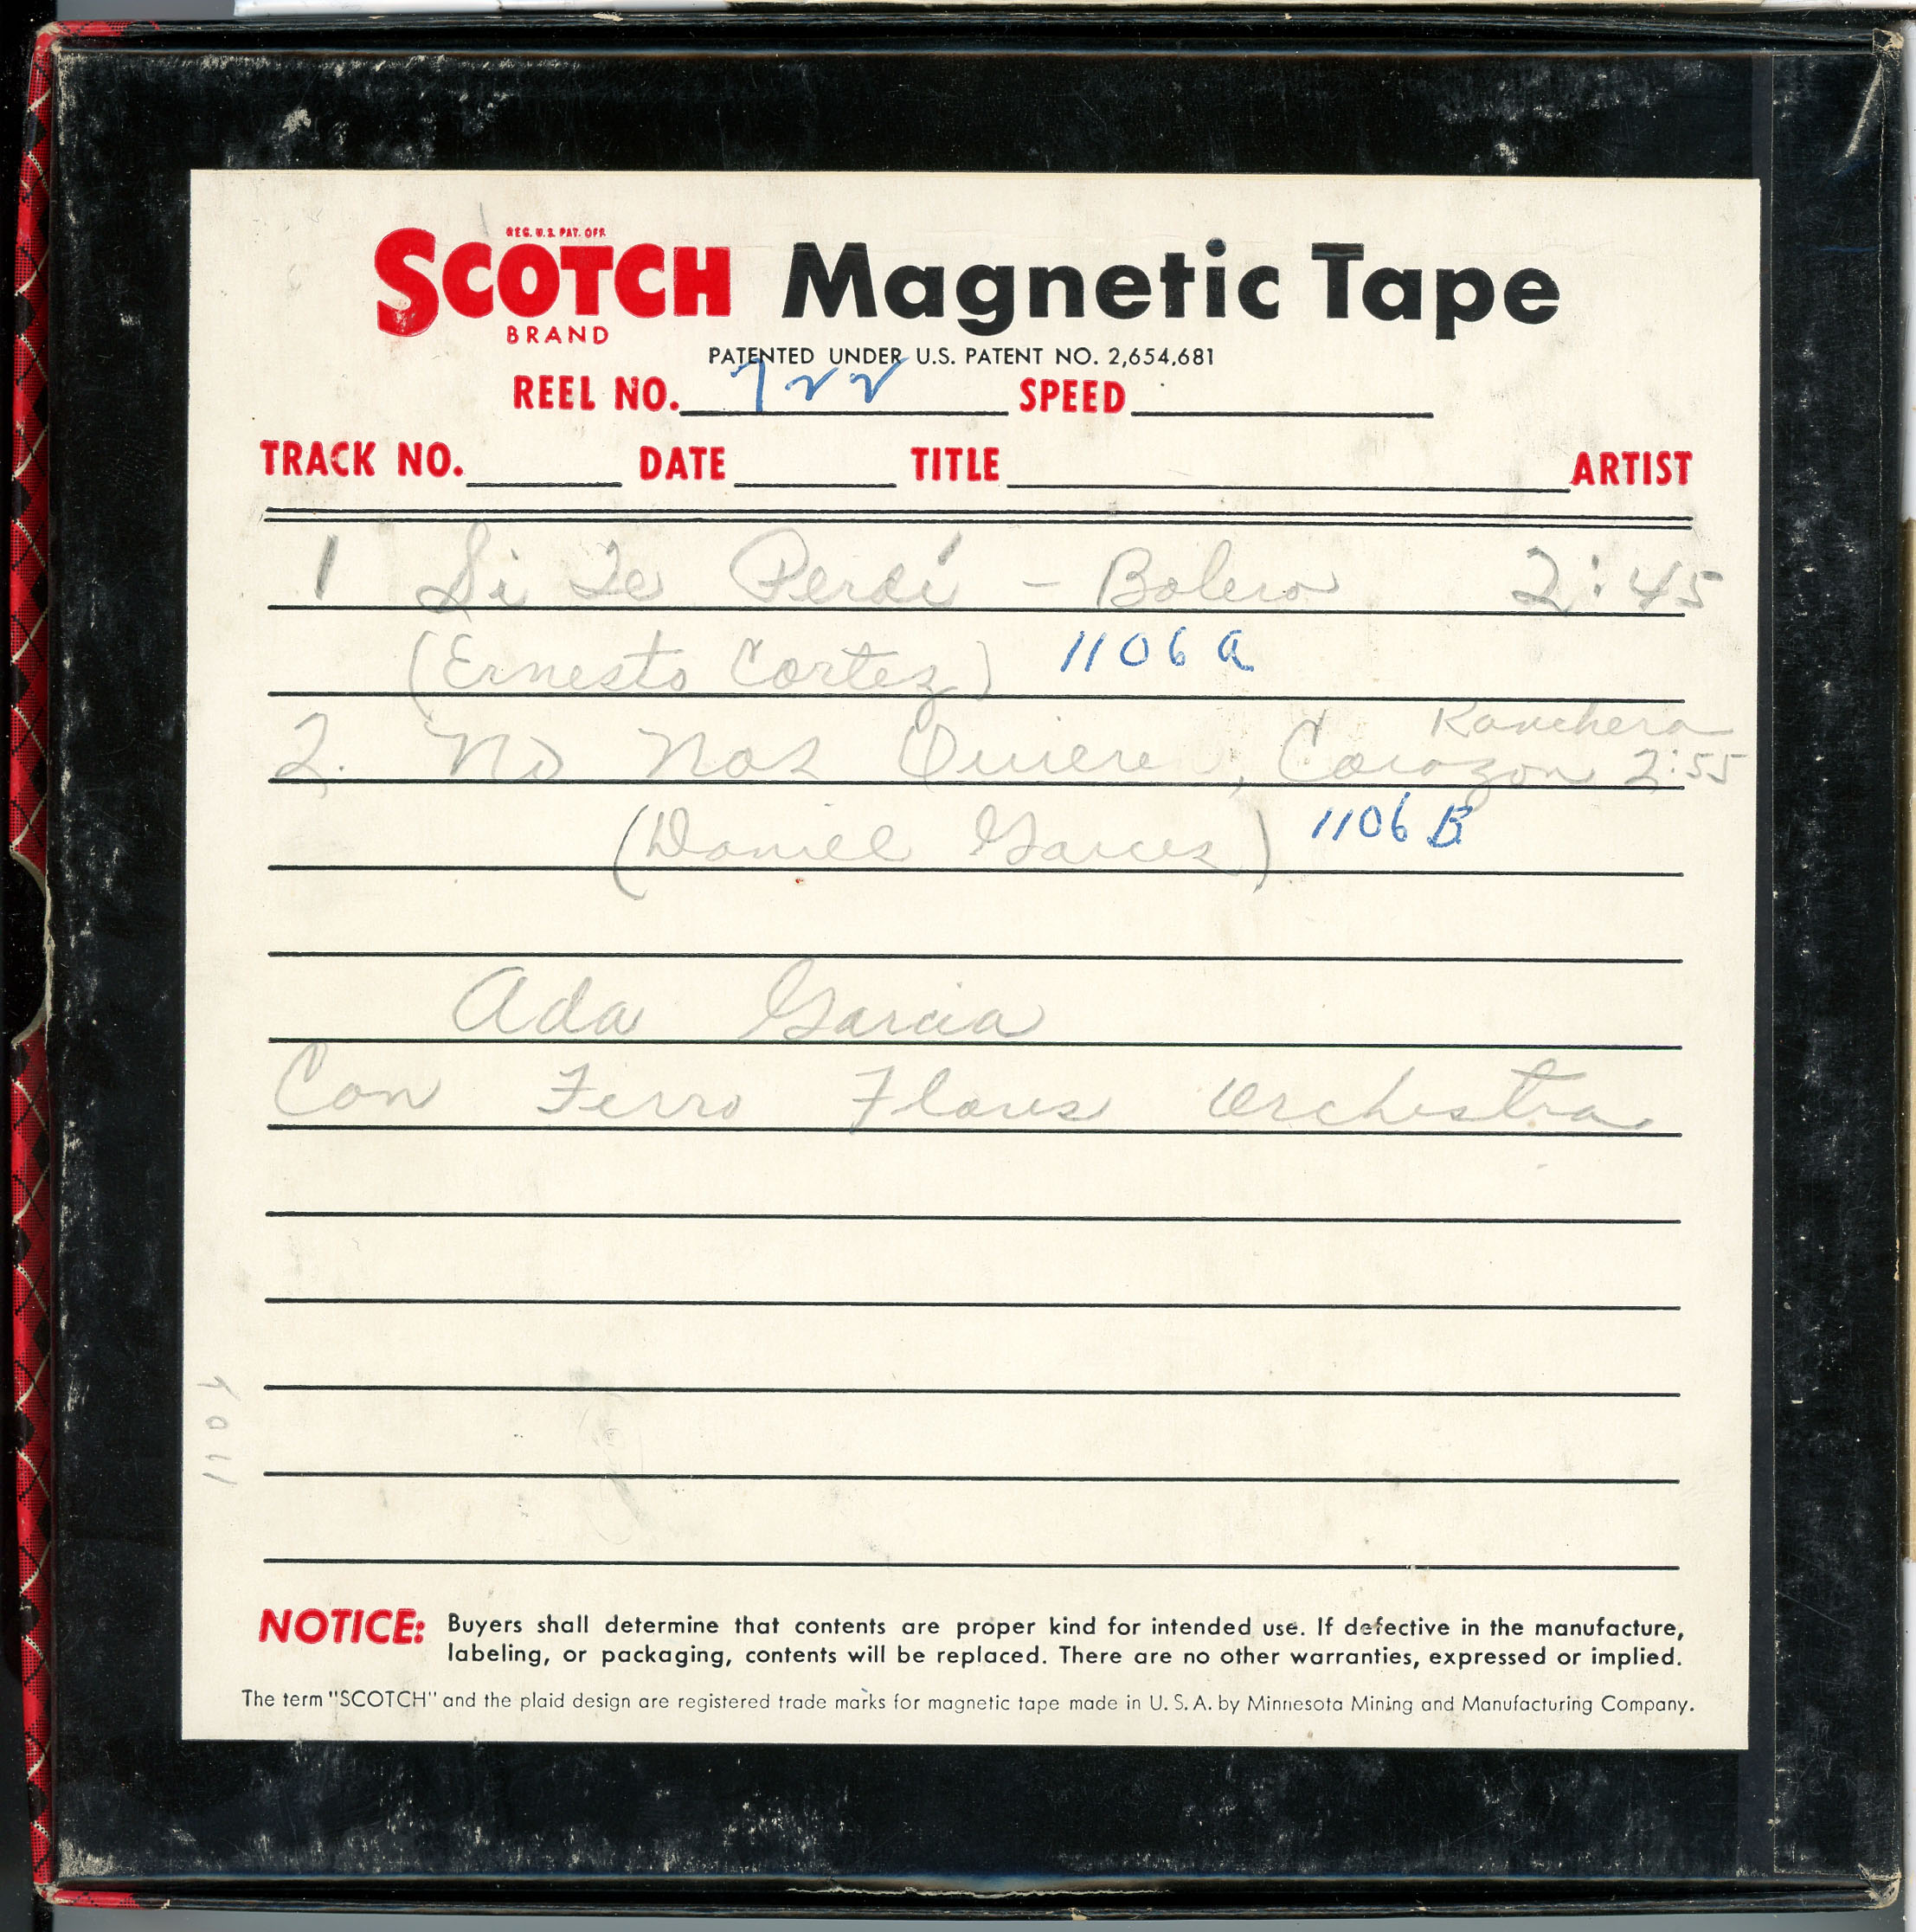 REG. U.S. PAT. OFF.
SCOTCH Magnetic Tape
BRAND
PATENTED UNDER U.S. PATENT NO. 2,654,681
REEL NO. 722 SPEED
TRACK NO. DATE TITLE ARTIST
1 Si Te Perdí - Bolero 2:45
(Ernesto Cortez) 1106 a
Ranchera
2. No Nos Quieren, Corazon 2:55
(Daniel Garces) 1106 B
Ada Garcia
Con Ferro Flores Orchestra
NOTICE: Buyers shall determine that contents are proper kind for intended use. If defective in the manufacture,
labeling, or packaging, contents will be replaced. There are no other warranties, expressed or implied.
The term "SCOTCH" and the plaid design are registered trade marks for magnetic tape made in U.S.A. by Minnesota Mining and Manufacturing Company.